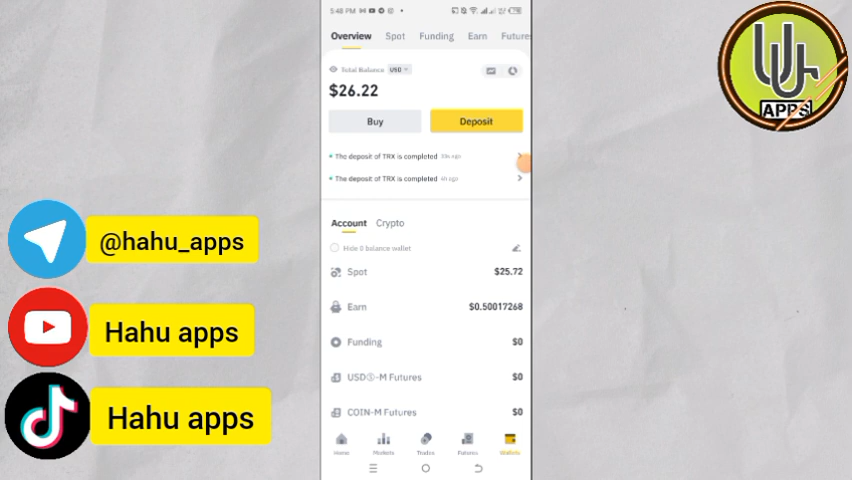 5:48 PM
Overview Spot Funding Earn Futures
Total Balance USD
$26.22
Buy Deposit
The deposit of TRX is completed
The deposit of TRX is completed 4h ago
Account Crypto
Hide 0 balance wallet
Spot $25.72
Earn $0.50017268
Funding $0
USDⓈ-M Futures $0
COIN-M Futures $0
Home Markets Trades Futures Wallets
@hahu_apps
Hahu apps
Hahu apps
APPS